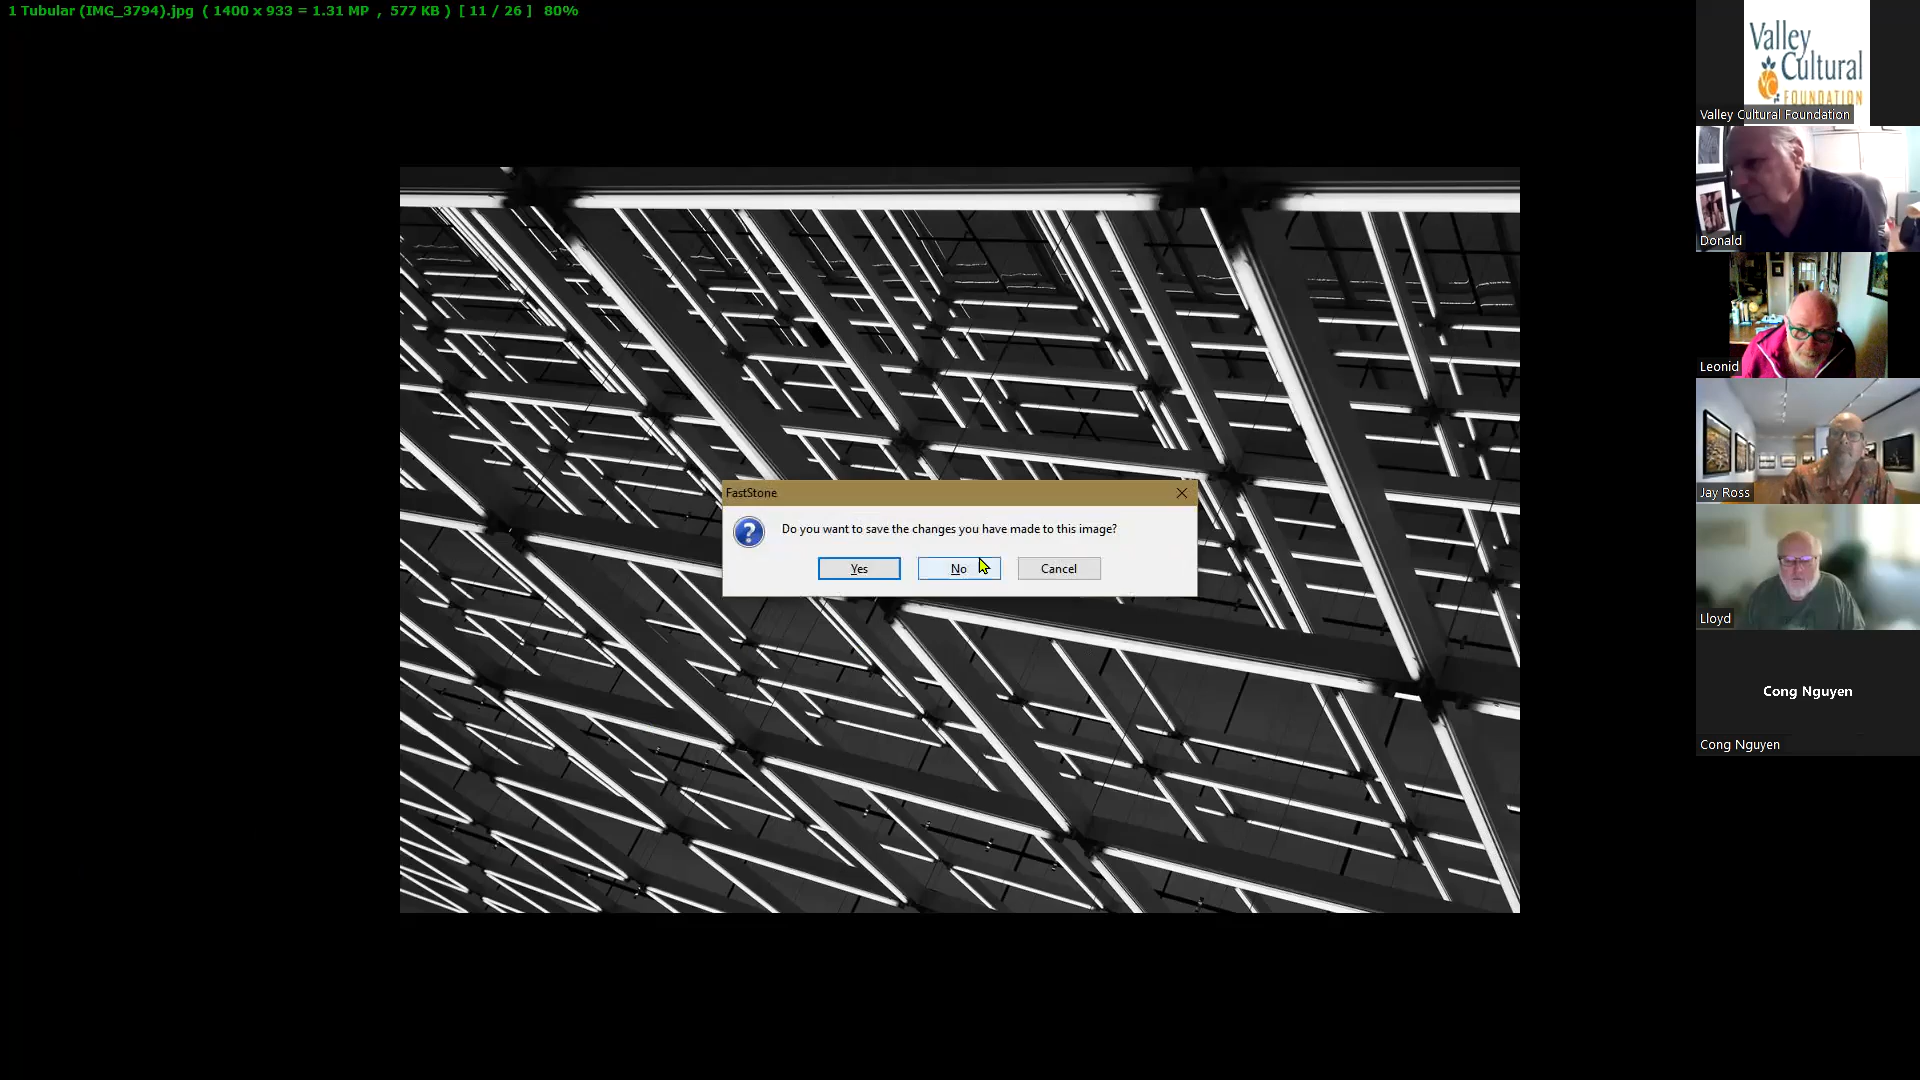 1 Tubular (IMG_3794).jpg ( 1400 x 933 = 1.31 MP , 577 KB ) [ 11 / 26 ] 80%
Valley
Cultural
FOUNDATION
Valley Cultural Foundation
Donald
Leonid
Jay Ross
Lloyd
Cong Nguyen
Cong Nguyen
FastStone
Do you want to save the changes you have made to this image?
Yes
No
Cancel